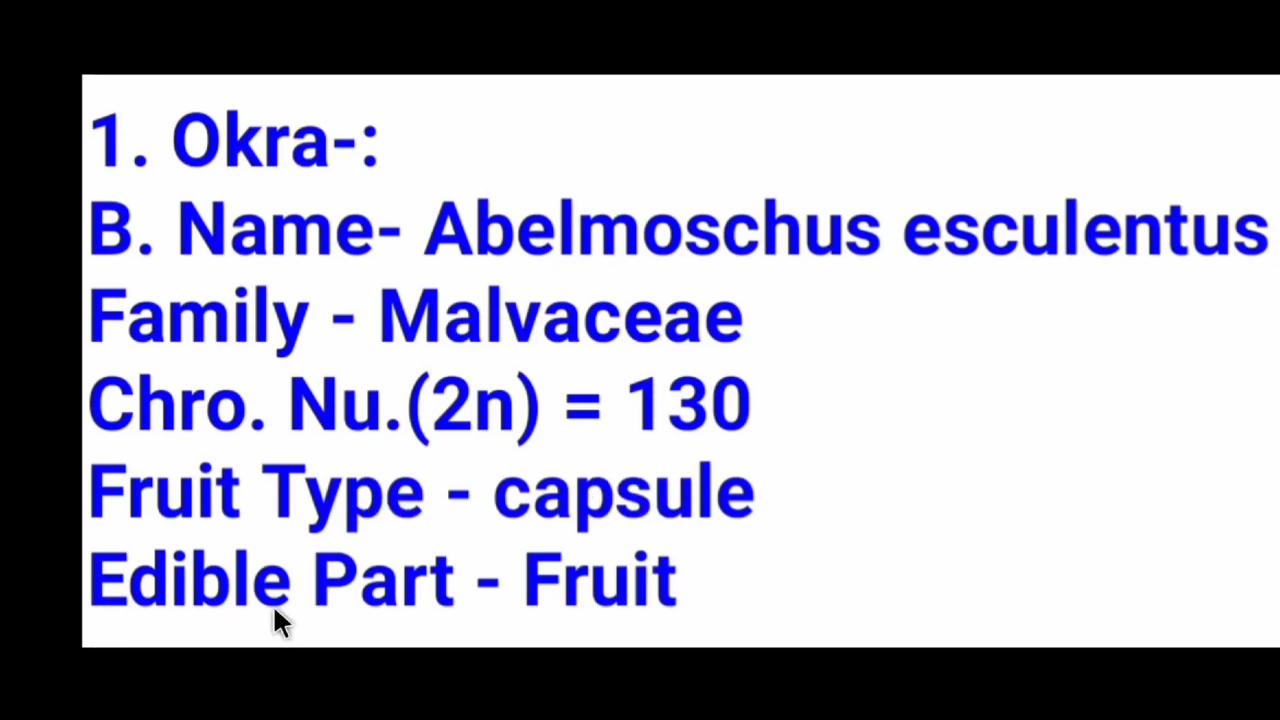 1. Okra-:
B. Name- Abelmoschus esculentus
Family - Malvaceae
Chro. Nu.(2n) = 130
Fruit Type - capsule
Edible Part - Fruit